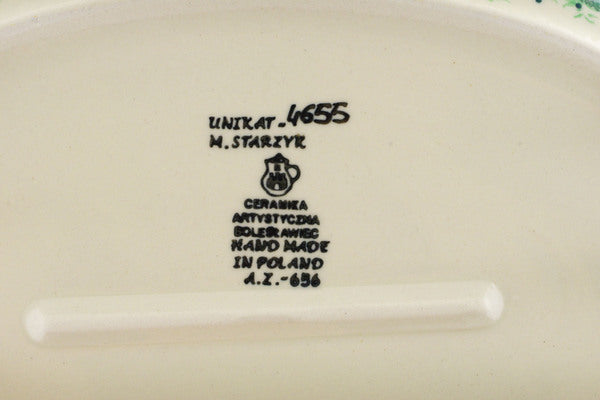 UNIKAT-4655
M. STARZYK
CERAMIKA
ARTYSTYCZNA
BOLESŁAWIEC
HAND MADE
IN POLAND
A.Z.-656